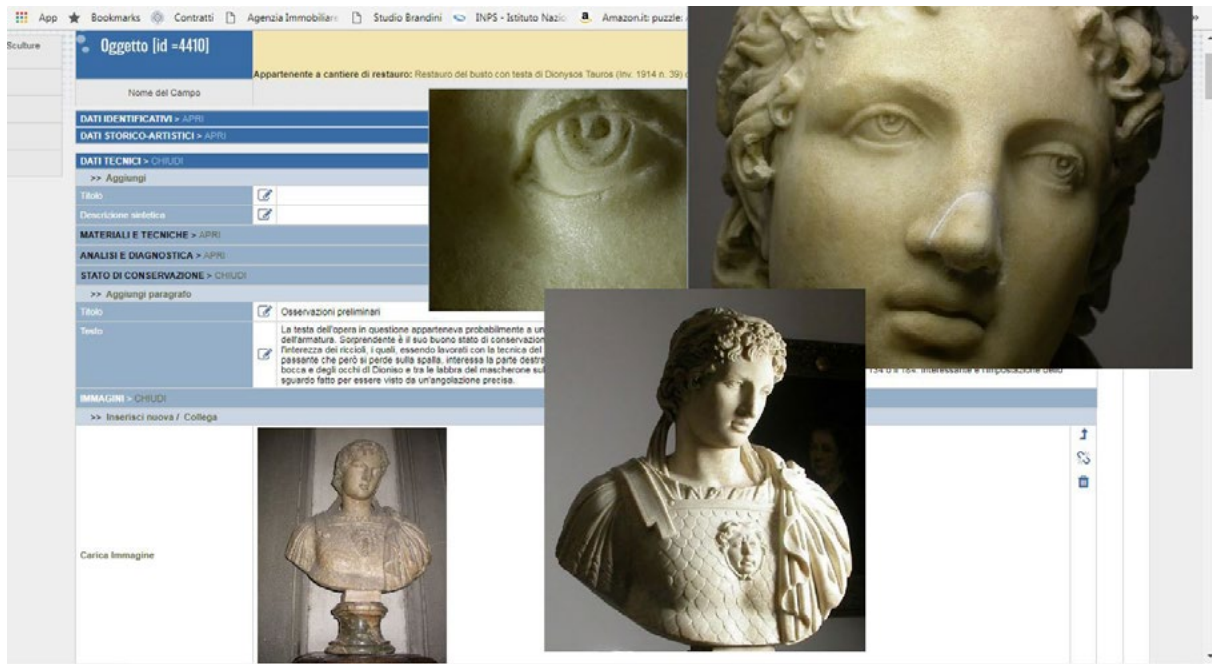 App Bookmarks Contratti Agenzia Immobiliare Studio Brandini INPS - Istituto Nazio Amazon.it: puzzle: »
Sculture
Oggetto [id =4410]
Appartenente a cantiere di restauro: Restauro del busto con testa di Dionysos Tauros (Inv. 1914 n. 39)
Nome del Campo
DATI IDENTIFICATIVI > APRI
DATI STORICO-ARTISTICI > APRI
DATI TECNICI > CHIUDI
>> Aggiungi
Titolo
Descrizione sintetica
MATERIALI E TECNICHE > APRI
ANALISI E DIAGNOSTICA > APRI
STATO DI CONSERVAZIONE > CHIUDI
>> Aggiungi paragrafo
Titolo Osservazioni preliminari
Testo La testa dell'opera in questione apparteneva probabilmente a un
dell'armatura. Sorprendente è il suo buono stato di conservazion
l'interezza dei riccioli, i quali, essendo lavorati con la tecnica del
passante che però si perde sulla spalla, interessa la parte destra
bocca e degli occhi di Dioniso e tra le labbra del mascherone sul 134 o il 184. Interessante è l'impostazione dello
sguardo fatto per essere visto da un'angolazione precisa.
IMMAGINI > CHIUDI
>> Inserisci nuova / Collega
Carica Immagine